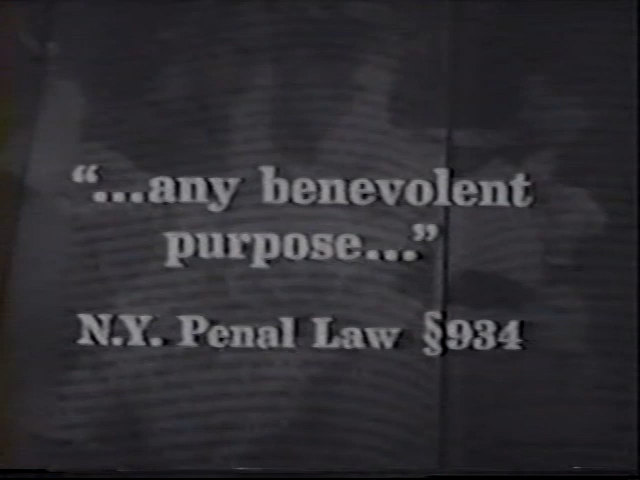 “...any benevolent
purpose...”
N.Y. Penal Law §934